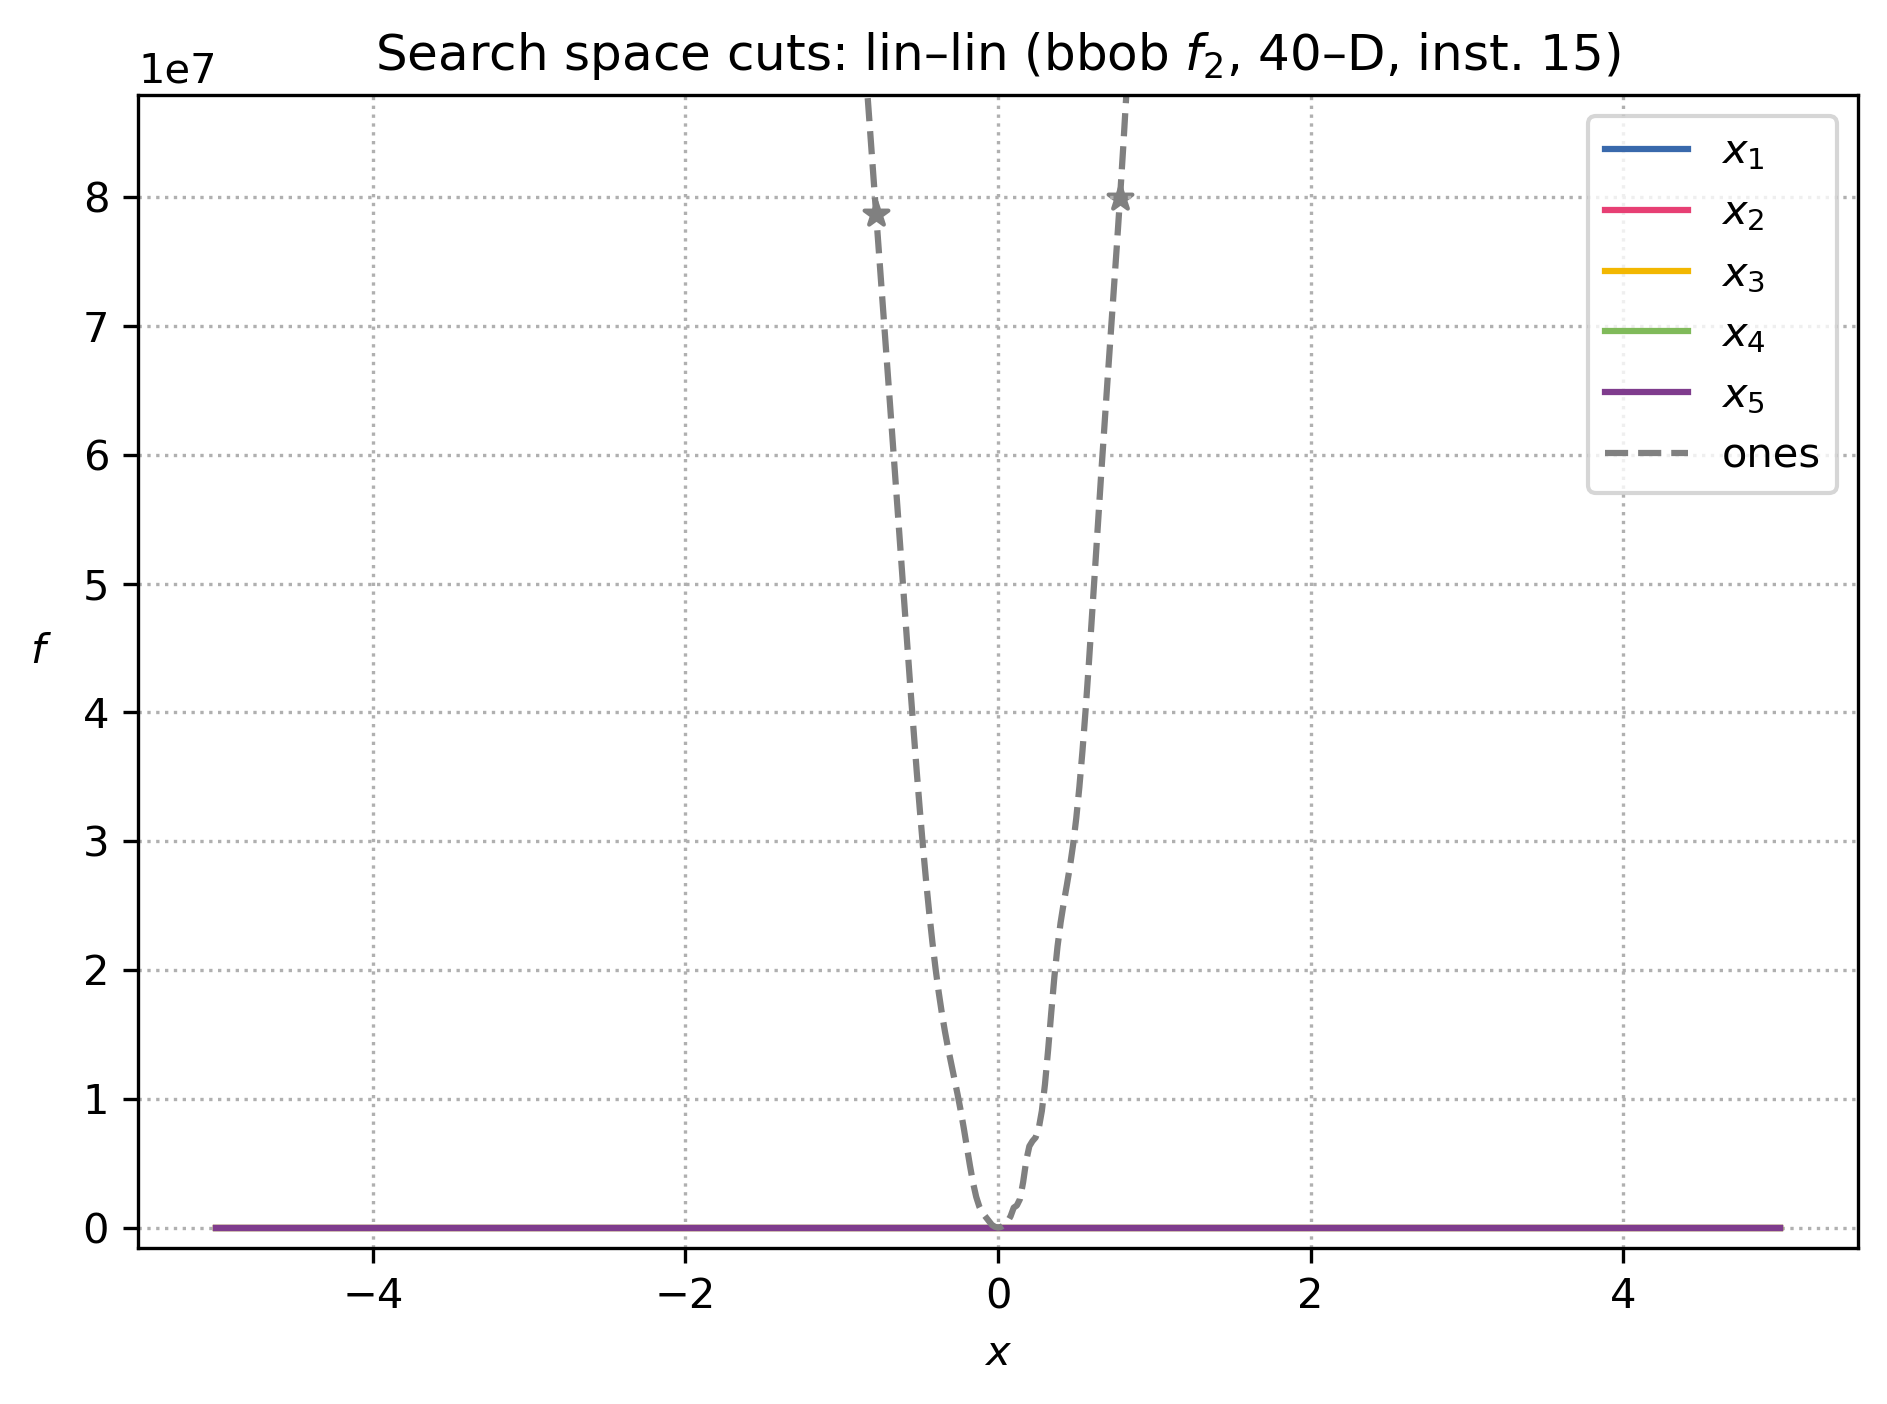 Search space cuts: lin–lin (bbob f₂, 40–D, inst. 15)
1e7
8
7
6
5
4
3
2
1
0
f
−4 −2 0 2 4
x
x₁
x₂
x₃
x₄
x₅
ones